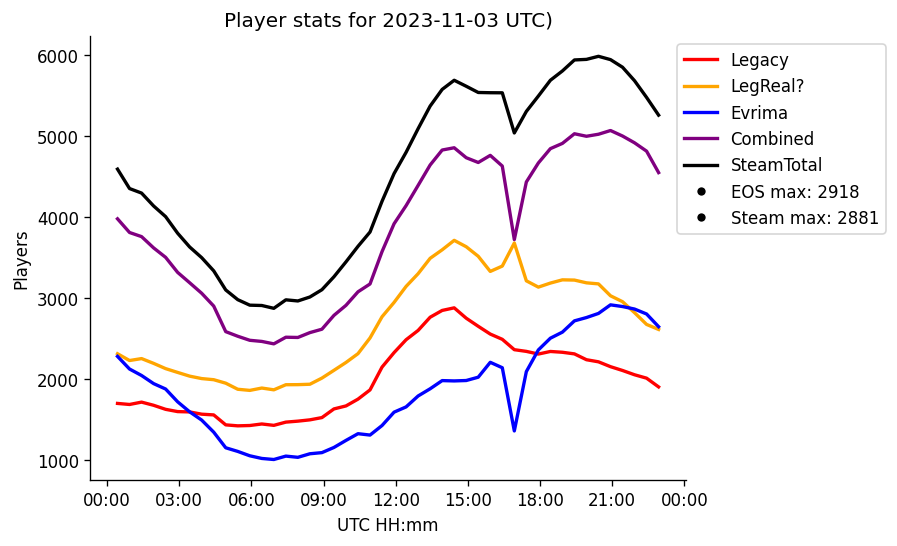 Player stats for 2023-11-03 UTC)
Players
6000
5000
4000
3000
2000
1000
00:00 03:00 06:00 09:00 12:00 15:00 18:00 21:00 00:00
UTC HH:mm
Legacy
LegReal?
Evrima
Combined
SteamTotal
EOS max: 2918
Steam max: 2881